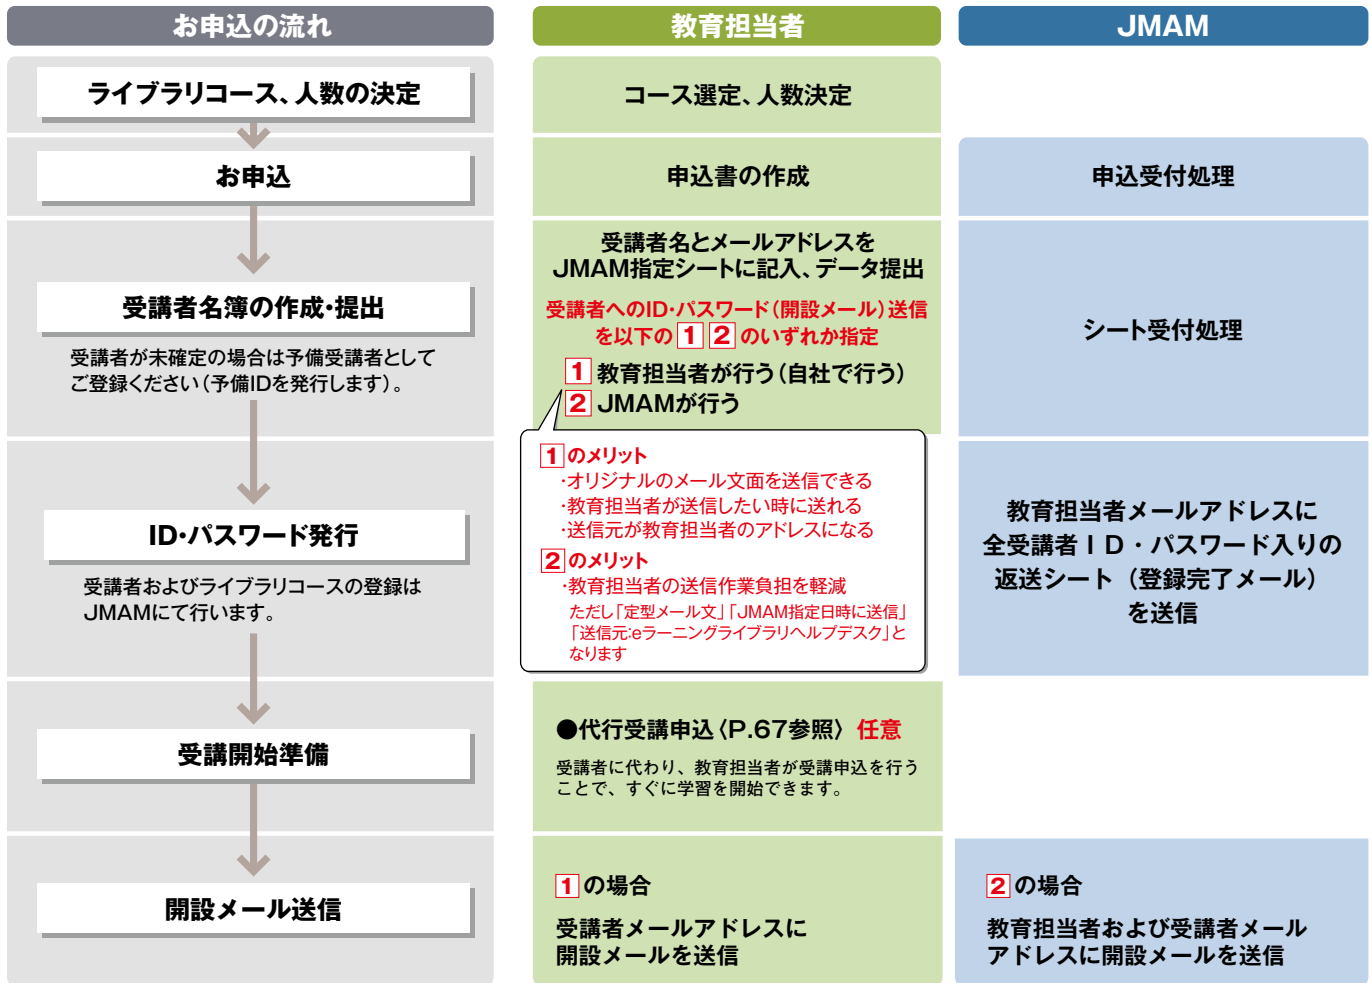 お申込の流れ
教育担当者
JMAM
ライブラリコース、人数の決定
コース選定、人数決定
お申込
申込書の作成
申込受付処理
受講者名簿の作成・提出
受講者が未確定の場合は予備受講者として
ご登録ください（予備IDを発行します）。
受講者名とメールアドレスを
JMAM指定シートに記入、データ提出
受講者へのID・パスワード（開設メール）送信
を以下の 1 2 のいずれか指定
1 教育担当者が行う（自社で行う）
2 JMAMが行う
シート受付処理
1 のメリット
・オリジナルのメール文面を送信できる
・教育担当者が送信したい時に送れる
・送信元が教育担当者のアドレスになる
2 のメリット
・教育担当者の送信作業負担を軽減
ただし「定型メール文」「JMAM指定日時に送信」
「送信元:eラーニングライブラリヘルプデスク」と
なります
ID・パスワード発行
受講者およびライブラリコースの登録は
JMAMにて行います。
教育担当者メールアドレスに
全受講者ＩＤ・パスワード入りの
返送シート（登録完了メール）
を送信
受講開始準備
●代行受講申込〈P.67参照〉 任意
受講者に代わり、教育担当者が受講申込を行う
ことで、すぐに学習を開始できます。
開設メール送信
1 の場合
受講者メールアドレスに
開設メールを送信
2 の場合
教育担当者および受講者メール
アドレスに開設メールを送信